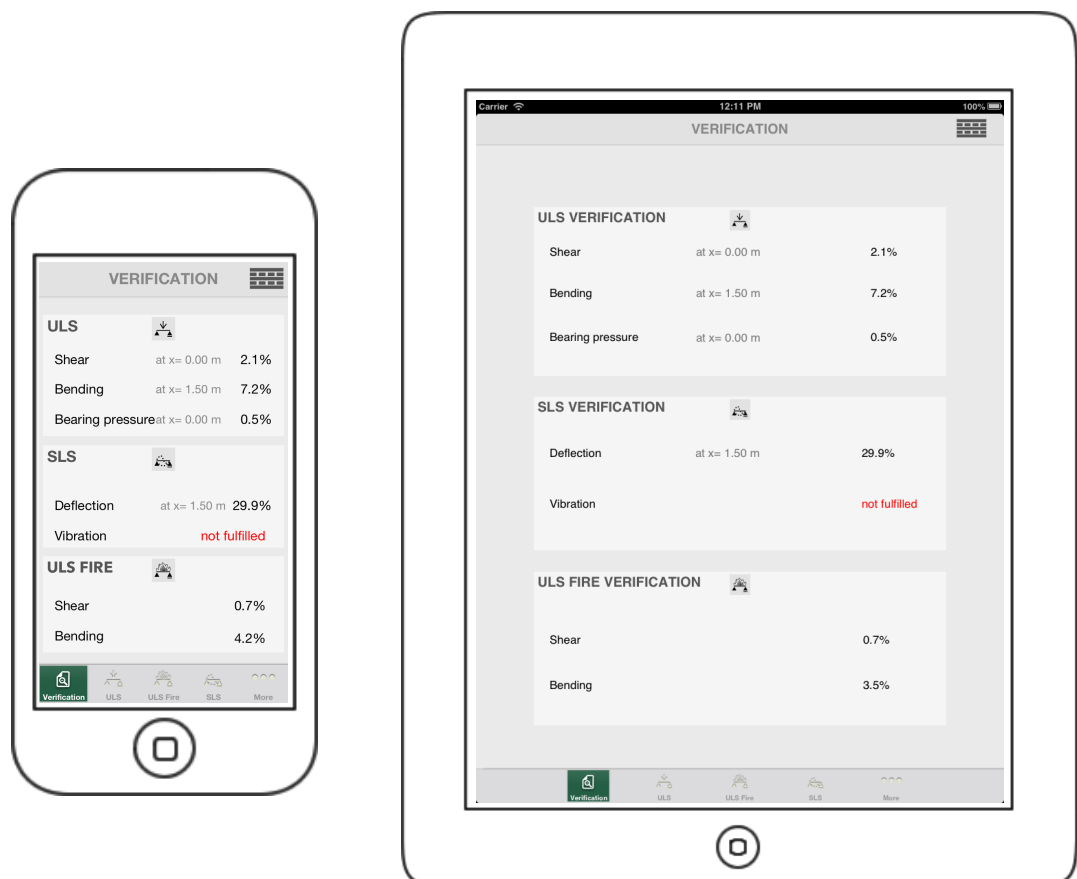 VERIFICATION
ULS
Shear at x= 0.00 m 2.1%
Bending at x= 1.50 m 7.2%
Bearing pressure at x= 0.00 m 0.5%
SLS
Deflection at x= 1.50 m 29.9%
Vibration not fulfilled
ULS FIRE
Shear 0.7%
Bending 4.2%
Verification ULS ULS Fire SLS More
Carrier 12:11 PM 100%
VERIFICATION
ULS VERIFICATION
Shear at x= 0.00 m 2.1%
Bending at x= 1.50 m 7.2%
Bearing pressure at x= 0.00 m 0.5%
SLS VERIFICATION
Deflection at x= 1.50 m 29.9%
Vibration not fulfilled
ULS FIRE VERIFICATION
Shear 0.7%
Bending 3.5%
Verification ULS ULS Fire SLS More